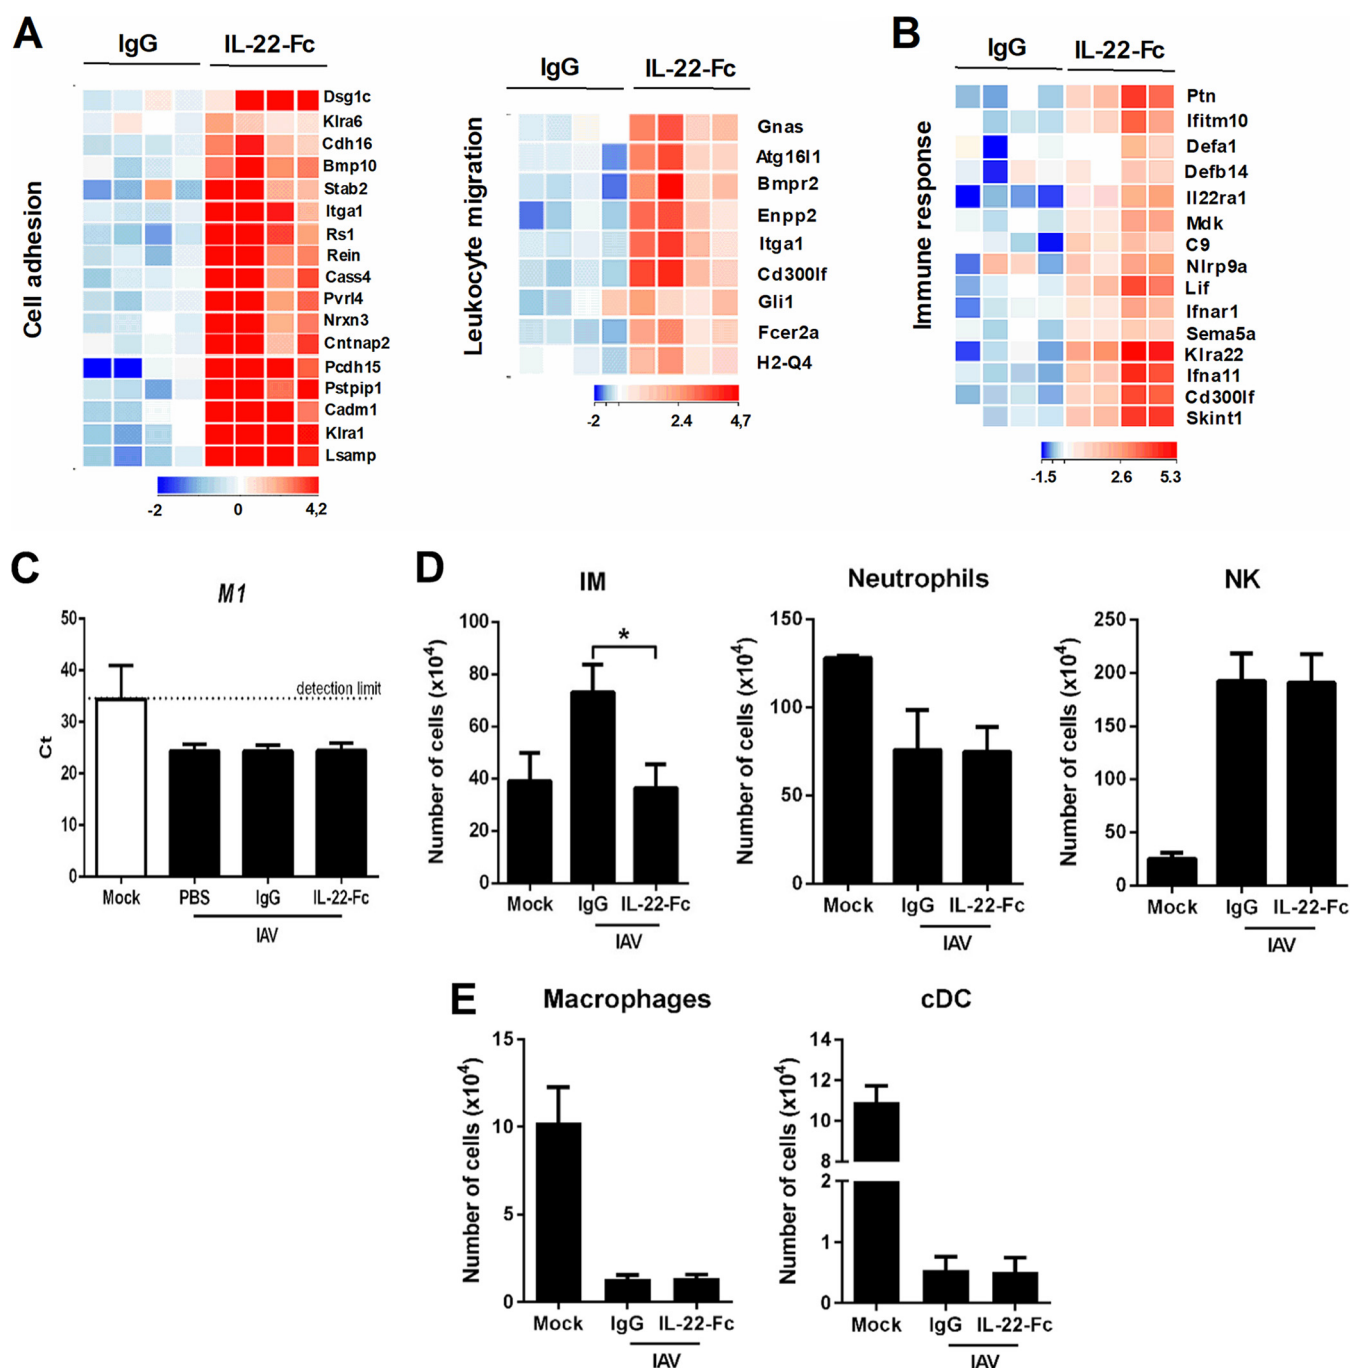 A
IgG
IL-22-Fc
Cell adhesion
Dsg1c
Klra6
Cdh16
Bmp10
Stab2
Itga1
Rs1
Reln
Cass4
Pvrl4
Nrxn3
Cntnap2
Pcdh15
Pstpip1
Cadm1
Klra1
Lsamp
-2
0
4,2
IgG
IL-22-Fc
Leukocyte migration
Gnas
Atg16l1
Bmpr2
Enpp2
Itga1
Cd300lf
Gli1
Fcer2a
H2-Q4
-2
2.4
4,7
B
IgG
IL-22-Fc
Immune response
Ptn
Ifitm10
Defa1
Defb14
Il22ra1
Mdk
C9
Nlrp9a
Lif
Ifnar1
Sema5a
Klra22
Ifna11
Cd300lf
Skint1
-1.5
2.6
5.3
C
M1
Ct
50
40
30
20
10
0
detection limit
Mock
PBS
IgG
IL-22-Fc
IAV
D
IM
Number of cells (x10⁴)
100
80
60
40
20
0
*
Mock
IgG
IL-22-Fc
IAV
Neutrophils
Number of cells (x10⁴)
150
100
50
0
Mock
IgG
IL-22-Fc
IAV
NK
Number of cells (x10⁴)
250
200
150
100
50
0
Mock
IgG
IL-22-Fc
IAV
E
Macrophages
Number of cells (x10⁴)
15
10
5
0
Mock
IgG
IL-22-Fc
IAV
cDC
Number of cells (x10⁴)
14
12
10
8
2
1
0
Mock
IgG
IL-22-Fc
IAV